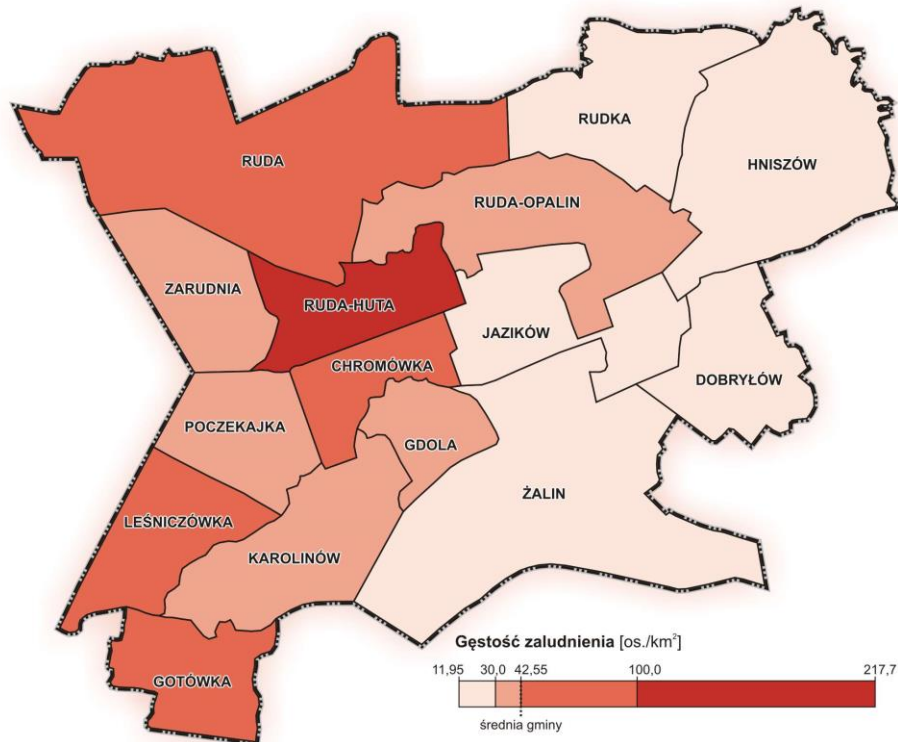 RUDKA
RUDA
HNISZÓW
RUDA-OPALIN
ZARUDNIA
RUDA-HUTA
JAZIKÓW
CHROMÓWKA
DOBRYŁÓW
POCZEKAJKA
GDOLA
ŻALIN
LEŚNICZÓWKA
KAROLINÓW
GOTÓWKA
Gęstość zaludnienia [os./km²]
11,95 30,0 42,55 100,0 217,7
średnia gminy